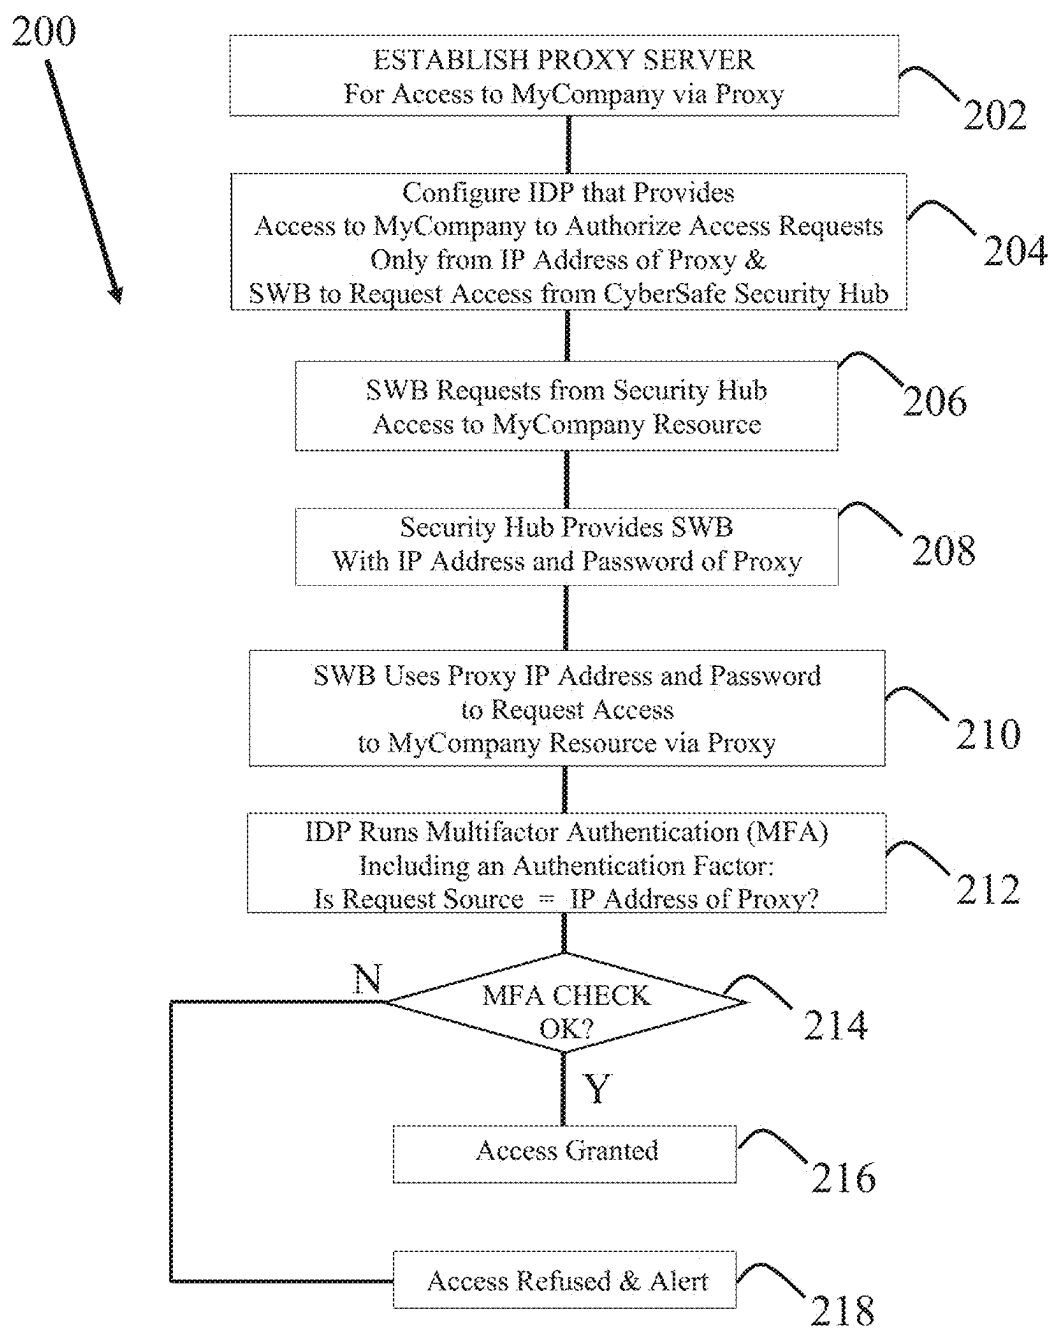 200
ESTABLISH PROXY SERVER
For Access to MyCompany via Proxy
202
Configure IDP that Provides
Access to MyCompany to Authorize Access Requests
Only from IP Address of Proxy &
SWB to Request Access from CyberSafe Security Hub
204
SWB Requests from Security Hub
Access to MyCompany Resource
206
Security Hub Provides SWB
With IP Address and Password of Proxy
208
SWB Uses Proxy IP Address and Password
to Request Access
to MyCompany Resource via Proxy
210
IDP Runs Multifactor Authentication (MFA)
Including an Authentication Factor:
Is Request Source = IP Address of Proxy?
212
N
MFA CHECK
OK?
214
Y
Access Granted
216
Access Refused & Alert
218